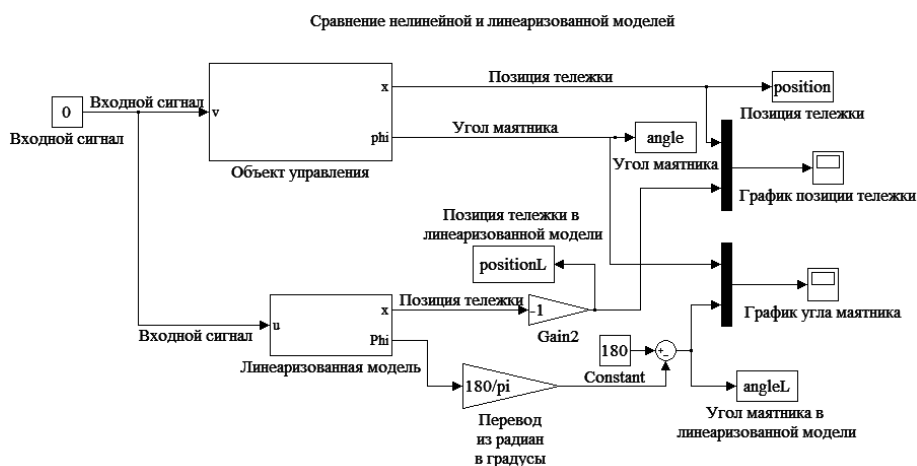 Сравнение нелинейной и линеаризованной моделей
0
Входной сигнал
Входной сигнал
v
x
phi
Объект управления
Позиция тележки
position
Позиция тележки
Угол маятника
angle
Угол маятника
График позиции тележки
Позиция тележки в
линеаризованной модели
positionL
Входной сигнал
u
x
Phi
Линеаризованная модель
Позиция тележки
-1
Gain2
180
Constant
+
-
График угла маятника
180/pi
Перевод
из радиан
в градусы
angleL
Угол маятника в
линеаризованной модели